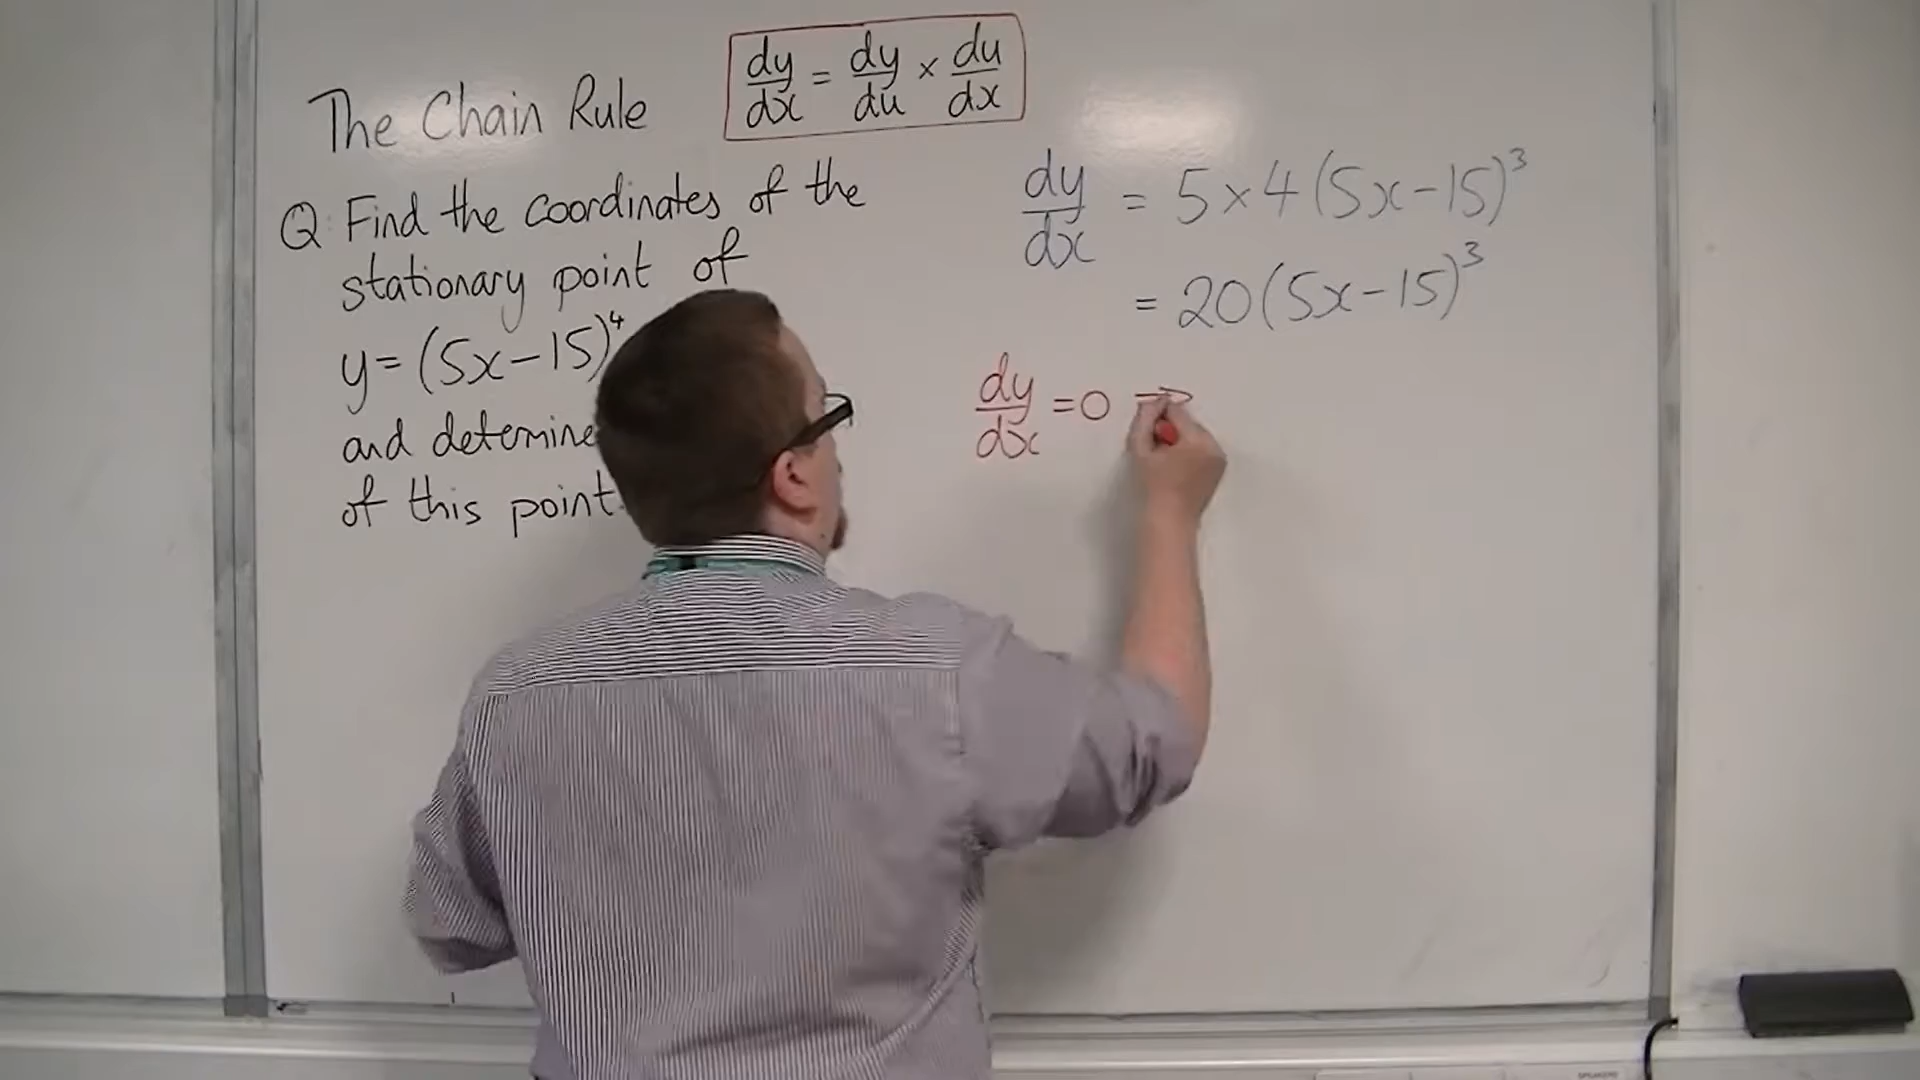 The Chain Rule
dy/dx = dy/du × du/dx
Q Find the coordinates of the
stationary point of
y=(5x-15)⁴
and determine
of this point.
dy/dx = 5×4(5x-15)³
= 20(5x-15)³
dy/dx =0 ⇒